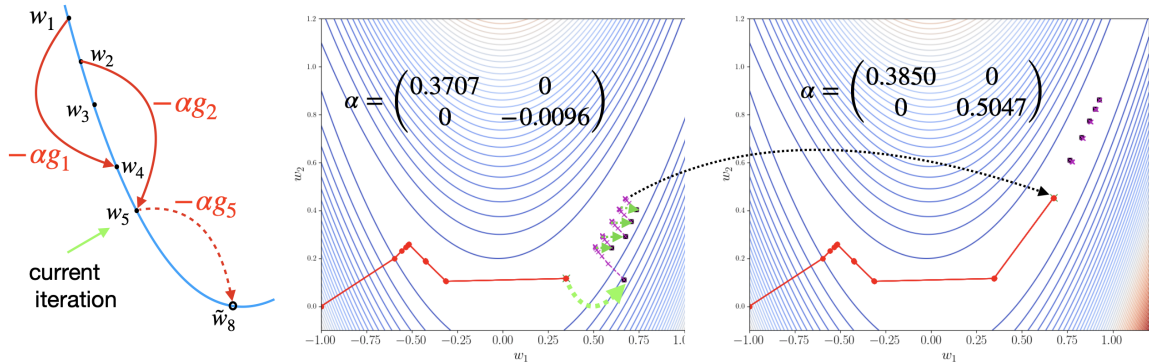 w₁
w₂
w₃
−αg₂
−αg₁
w₄
w₅
−αg₅
current
iteration
w̃₈
1.2
1.0
0.8
0.6
0.4
0.2
0.0
w₂
α = (0.3707 0
0 −0.0096)
−1.00 −0.75 −0.50 −0.25 0.00 0.25 0.50 0.75 1.00
w₁
1.2
1.0
0.8
0.6
0.4
0.2
0.0
w₂
α = (0.3850 0
0 0.5047)
−1.00 −0.75 −0.50 −0.25 0.00 0.25 0.50 0.75 1.00
w₁